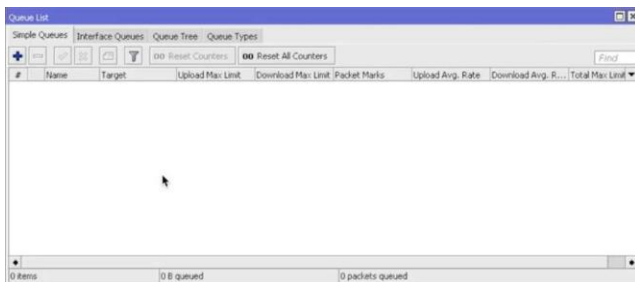 Queue List
Simple Queues Interface Queues Queue Tree Queue Types
00 Reset Counters 00 Reset All Counters Find
# Name Target Upload Max Limit Download Max Limit Packet Marks Upload Avg. Rate Download Avg. R... Total Max Limit
0 items 0 B queued 0 packets queued